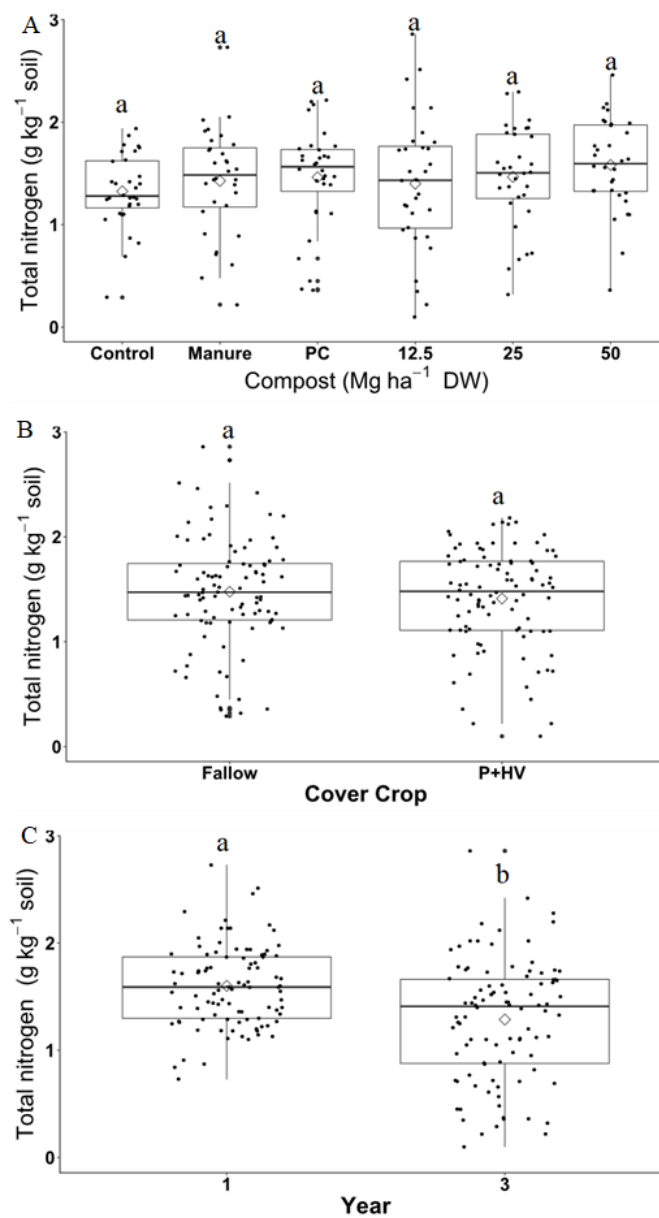 A
Total nitrogen (g kg⁻¹ soil)
3
2
1
0
a a a a a a
Control Manure PC 12.5 25 50
Compost (Mg ha⁻¹ DW)
B
Total nitrogen (g kg⁻¹ soil)
3
2
1
0
a a
Fallow P+HV
Cover Crop
C
Total nitrogen (g kg⁻¹ soil)
3
2
1
0
a b
1 3
Year